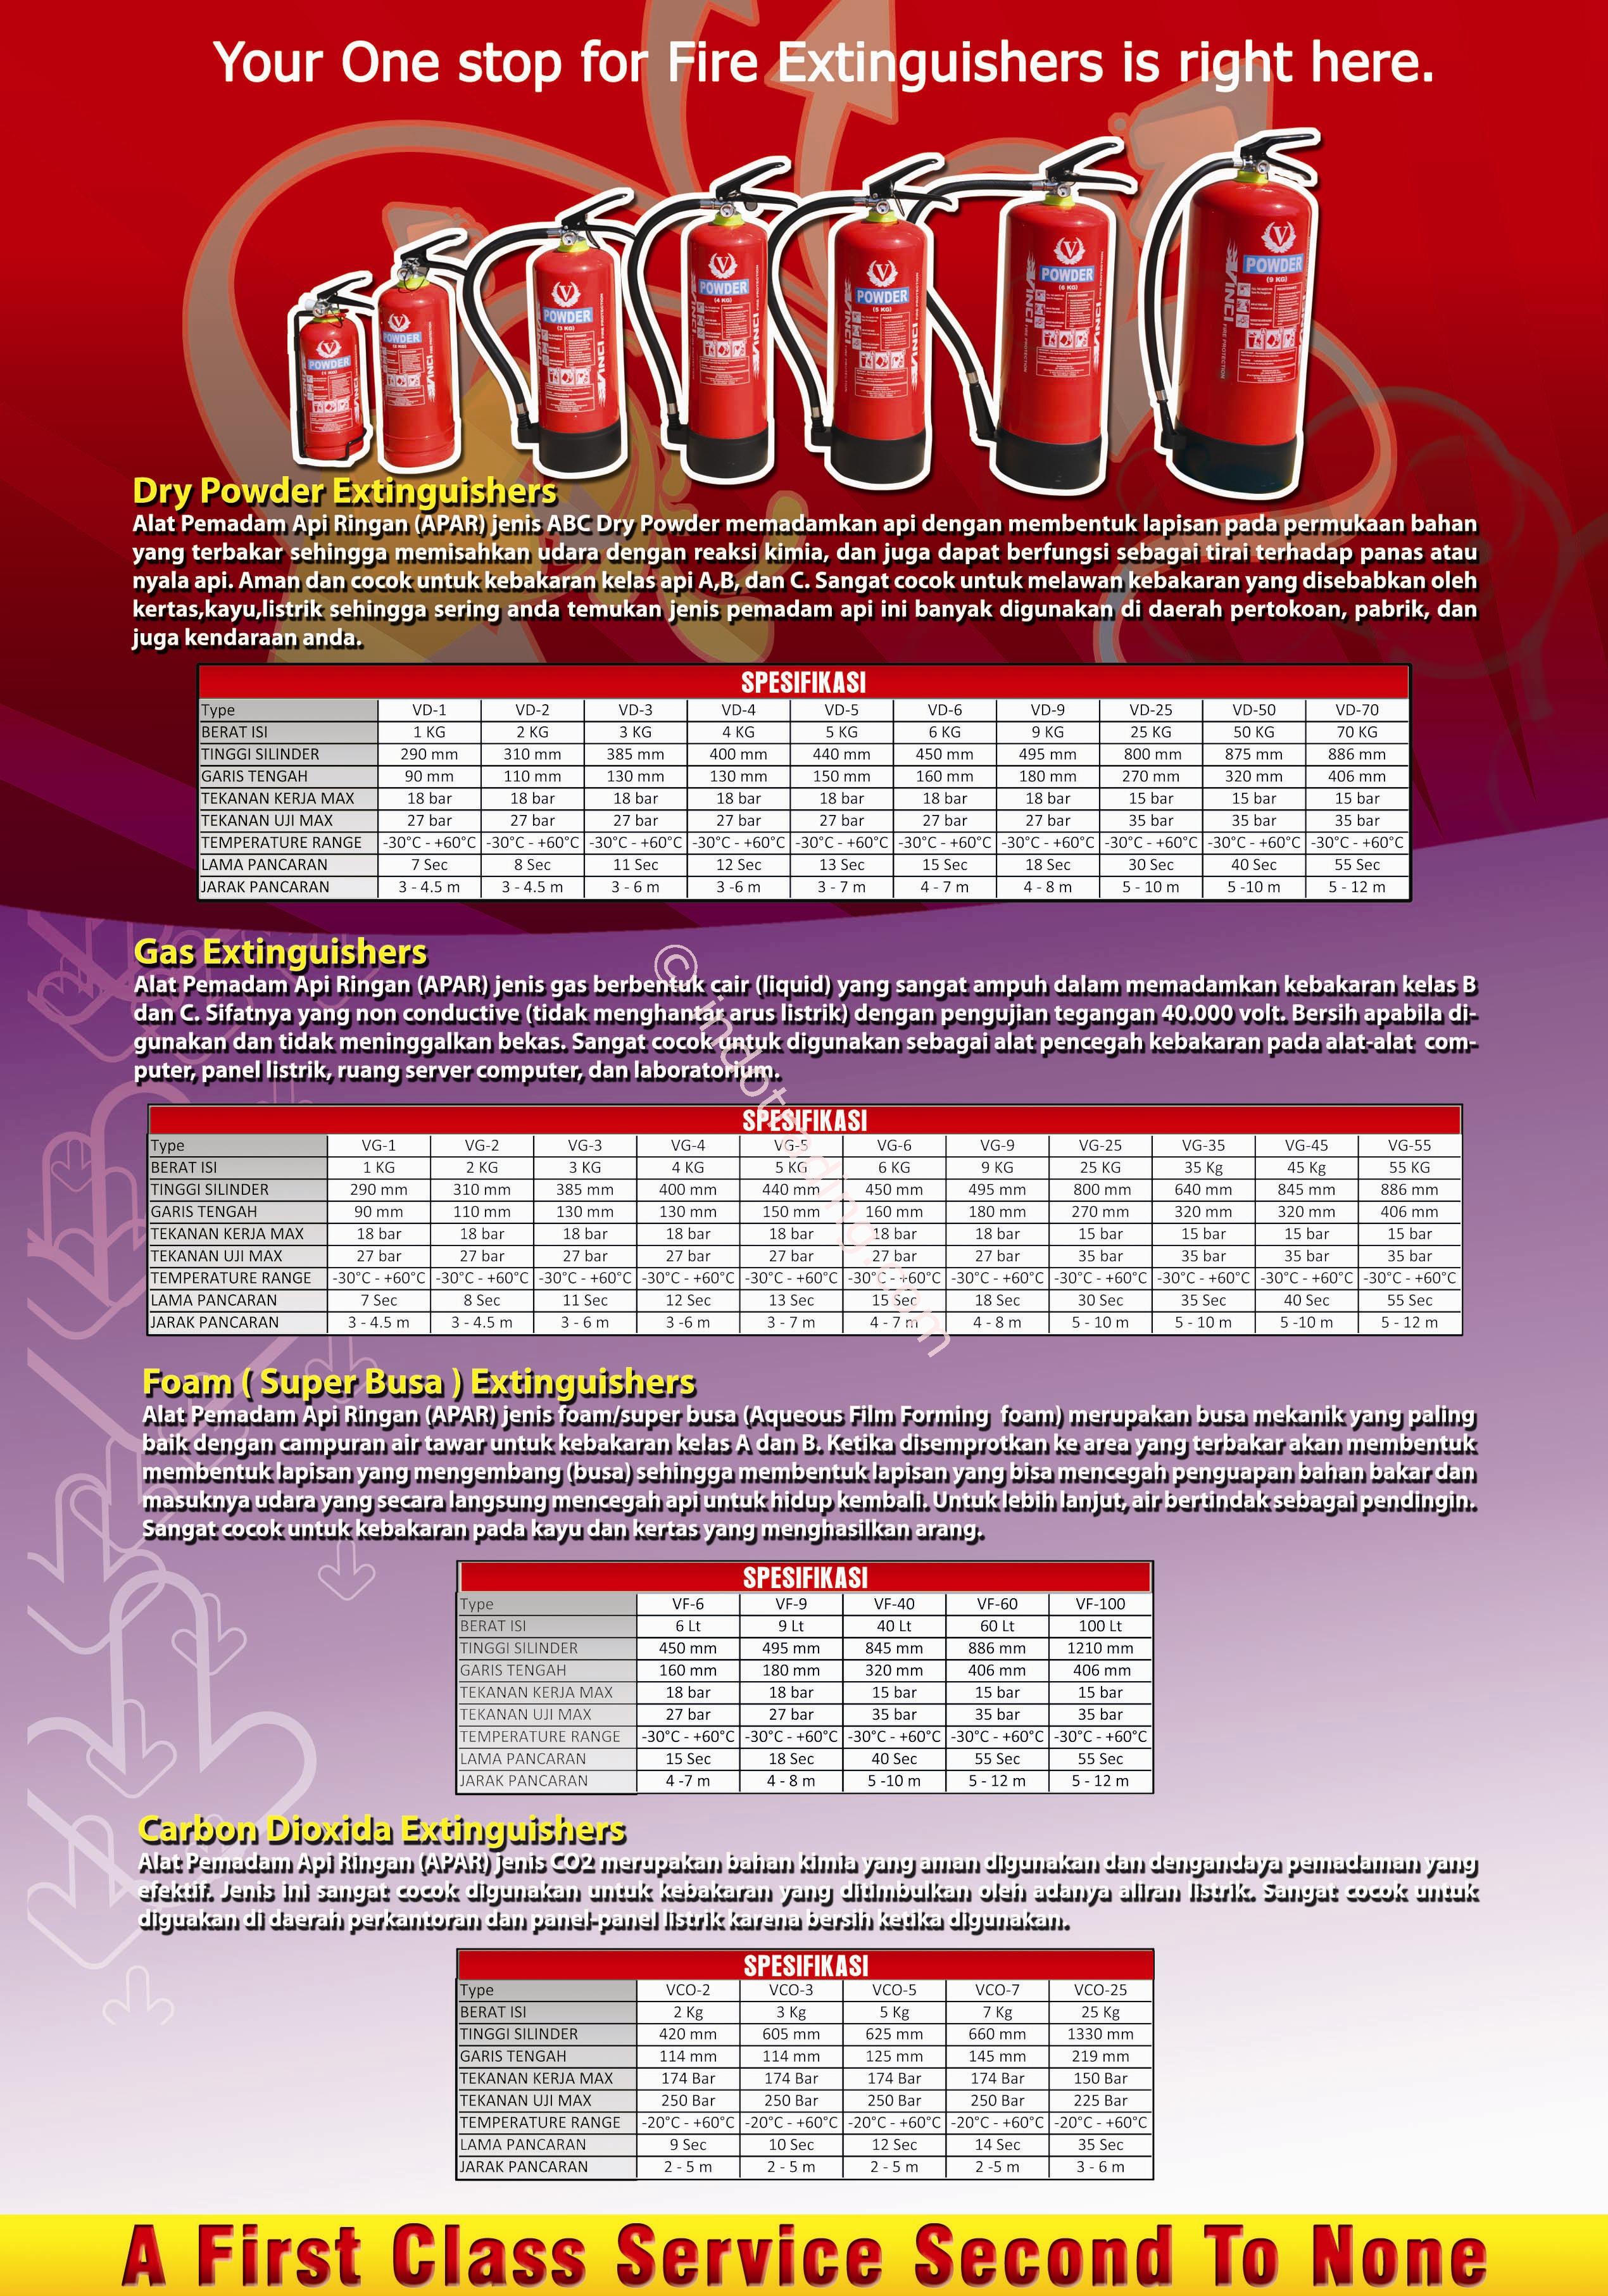 Your One stop for Fire Extinguishers is right here.
V POWDER VINCI
V POWDER VINCI
V POWDER (3 KG) VINCI FIRE PROTECTION
V POWDER (4 KG) VINCI FIRE PROTECTION
V POWDER (5 KG) VINCI FIRE PROTECTION
V POWDER (6 KG) VINCI FIRE PROTECTION
V POWDER (9 KG) VINCI FIRE PROTECTION
Dry Powder Extinguishers
Alat Pemadam Api Ringan (APAR) jenis ABC Dry Powder memadamkan api dengan membentuk lapisan pada permukaan bahan
yang terbakar sehingga memisahkan udara dengan reaksi kimia, dan juga dapat berfungsi sebagai tirai terhadap panas atau
nyala api. Aman dan cocok untuk kebakaran kelas api A,B, dan C. Sangat cocok untuk melawan kebakaran yang disebabkan oleh
kertas,kayu,listrik sehingga sering anda temukan jenis pemadam api ini banyak digunakan di daerah pertokoan, pabrik, dan
juga kendaraan anda.
SPESIFIKASI
Type VD-1 VD-2 VD-3 VD-4 VD-5 VD-6 VD-9 VD-25 VD-50 VD-70
BERAT ISI 1 KG 2 KG 3 KG 4 KG 5 KG 6 KG 9 KG 25 KG 50 KG 70 KG
TINGGI SILINDER 290 mm 310 mm 385 mm 400 mm 440 mm 450 mm 495 mm 800 mm 875 mm 886 mm
GARIS TENGAH 90 mm 110 mm 130 mm 130 mm 150 mm 160 mm 180 mm 270 mm 320 mm 406 mm
TEKANAN KERJA MAX 18 bar 18 bar 18 bar 18 bar 18 bar 18 bar 18 bar 15 bar 15 bar 15 bar
TEKANAN UJI MAX 27 bar 27 bar 27 bar 27 bar 27 bar 27 bar 27 bar 35 bar 35 bar 35 bar
TEMPERATURE RANGE -30°C - +60°C -30°C - +60°C -30°C - +60°C -30°C - +60°C -30°C - +60°C -30°C - +60°C -30°C - +60°C -30°C - +60°C -30°C - +60°C -30°C - +60°C
LAMA PANCARAN 7 Sec 8 Sec 11 Sec 12 Sec 13 Sec 15 Sec 18 Sec 30 Sec 40 Sec 55 Sec
JARAK PANCARAN 3 - 4.5 m 3 - 4.5 m 3 - 6 m 3 -6 m 3 - 7 m 4 - 7 m 4 - 8 m 5 - 10 m 5 -10 m 5 - 12 m
Gas Extinguishers
Alat Pemadam Api Ringan (APAR) jenis gas berbentuk cair (liquid) yang sangat ampuh dalam memadamkan kebakaran kelas B
dan C. Sifatnya yang non conductive (tidak menghantar arus listrik) dengan pengujian tegangan 40.000 volt. Bersih apabila di-
gunakan dan tidak meninggalkan bekas. Sangat cocok untuk digunakan sebagai alat pencegah kebakaran pada alat-alat com-
puter, panel listrik, ruang server computer, dan laboratorium.
© indotrading.com
SPESIFIKASI
Type VG-1 VG-2 VG-3 VG-4 VG-5 VG-6 VG-9 VG-25 VG-35 VG-45 VG-55
BERAT ISI 1 KG 2 KG 3 KG 4 KG 5 KG 6 KG 9 KG 25 KG 35 Kg 45 Kg 55 KG
TINGGI SILINDER 290 mm 310 mm 385 mm 400 mm 440 mm 450 mm 495 mm 800 mm 640 mm 845 mm 886 mm
GARIS TENGAH 90 mm 110 mm 130 mm 130 mm 150 mm 160 mm 180 mm 270 mm 320 mm 320 mm 406 mm
TEKANAN KERJA MAX 18 bar 18 bar 18 bar 18 bar 18 bar 18 bar 18 bar 15 bar 15 bar 15 bar 15 bar
TEKANAN UJI MAX 27 bar 27 bar 27 bar 27 bar 27 bar 27 bar 27 bar 35 bar 35 bar 35 bar 35 bar
TEMPERATURE RANGE -30°C - +60°C -30°C - +60°C -30°C - +60°C -30°C - +60°C -30°C - +60°C -30°C - +60°C -30°C - +60°C -30°C - +60°C -30°C - +60°C -30°C - +60°C -30°C - +60°C
LAMA PANCARAN 7 Sec 8 Sec 11 Sec 12 Sec 13 Sec 15 Sec 18 Sec 30 Sec 35 Sec 40 Sec 55 Sec
JARAK PANCARAN 3 - 4.5 m 3 - 4.5 m 3 - 6 m 3 -6 m 3 - 7 m 4 - 7 m 4 - 8 m 5 - 10 m 5 - 10 m 5 -10 m 5 - 12 m
Foam ( Super Busa ) Extinguishers
Alat Pemadam Api Ringan (APAR) jenis foam/super busa (Aqueous Film Forming foam) merupakan busa mekanik yang paling
baik dengan campuran air tawar untuk kebakaran kelas A dan B. Ketika disemprotkan ke area yang terbakar akan membentuk
membentuk lapisan yang mengembang (busa) sehingga membentuk lapisan yang bisa mencegah penguapan bahan bakar dan
masuknya udara yang secara langsung mencegah api untuk hidup kembali. Untuk lebih lanjut, air bertindak sebagai pendingin.
Sangat cocok untuk kebakaran pada kayu dan kertas yang menghasilkan arang.
SPESIFIKASI
Type VF-6 VF-9 VF-40 VF-60 VF-100
BERAT ISI 6 Lt 9 Lt 40 Lt 60 Lt 100 Lt
TINGGI SILINDER 450 mm 495 mm 845 mm 886 mm 1210 mm
GARIS TENGAH 160 mm 180 mm 320 mm 406 mm 406 mm
TEKANAN KERJA MAX 18 bar 18 bar 15 bar 15 bar 15 bar
TEKANAN UJI MAX 27 bar 27 bar 35 bar 35 bar 35 bar
TEMPERATURE RANGE -30°C - +60°C -30°C - +60°C -30°C - +60°C -30°C - +60°C -30°C - +60°C
LAMA PANCARAN 15 Sec 18 Sec 40 Sec 55 Sec 55 Sec
JARAK PANCARAN 4 -7 m 4 - 8 m 5 -10 m 5 - 12 m 5 - 12 m
Carbon Dioxida Extinguishers
Alat Pemadam Api Ringan (APAR) jenis CO2 merupakan bahan kimia yang aman digunakan dan dengandaya pemadaman yang
efektif. Jenis ini sangat cocok digunakan untuk kebakaran yang ditimbulkan oleh adanya aliran listrik. Sangat cocok untuk
diguakan di daerah perkantoran dan panel-panel listrik karena bersih ketika digunakan.
SPESIFIKASI
Type VCO-2 VCO-3 VCO-5 VCO-7 VCO-25
BERAT ISI 2 Kg 3 Kg 5 Kg 7 Kg 25 Kg
TINGGI SILINDER 420 mm 605 mm 625 mm 660 mm 1330 mm
GARIS TENGAH 114 mm 114 mm 125 mm 145 mm 219 mm
TEKANAN KERJA MAX 174 Bar 174 Bar 174 Bar 174 Bar 150 Bar
TEKANAN UJI MAX 250 Bar 250 Bar 250 Bar 250 Bar 225 Bar
TEMPERATURE RANGE -20°C - +60°C -20°C - +60°C -20°C - +60°C -20°C - +60°C -20°C - +60°C
LAMA PANCARAN 9 Sec 10 Sec 12 Sec 14 Sec 35 Sec
JARAK PANCARAN 2 - 5 m 2 - 5 m 2 - 5 m 2 -5 m 3 - 6 m
A First Class Service Second To None